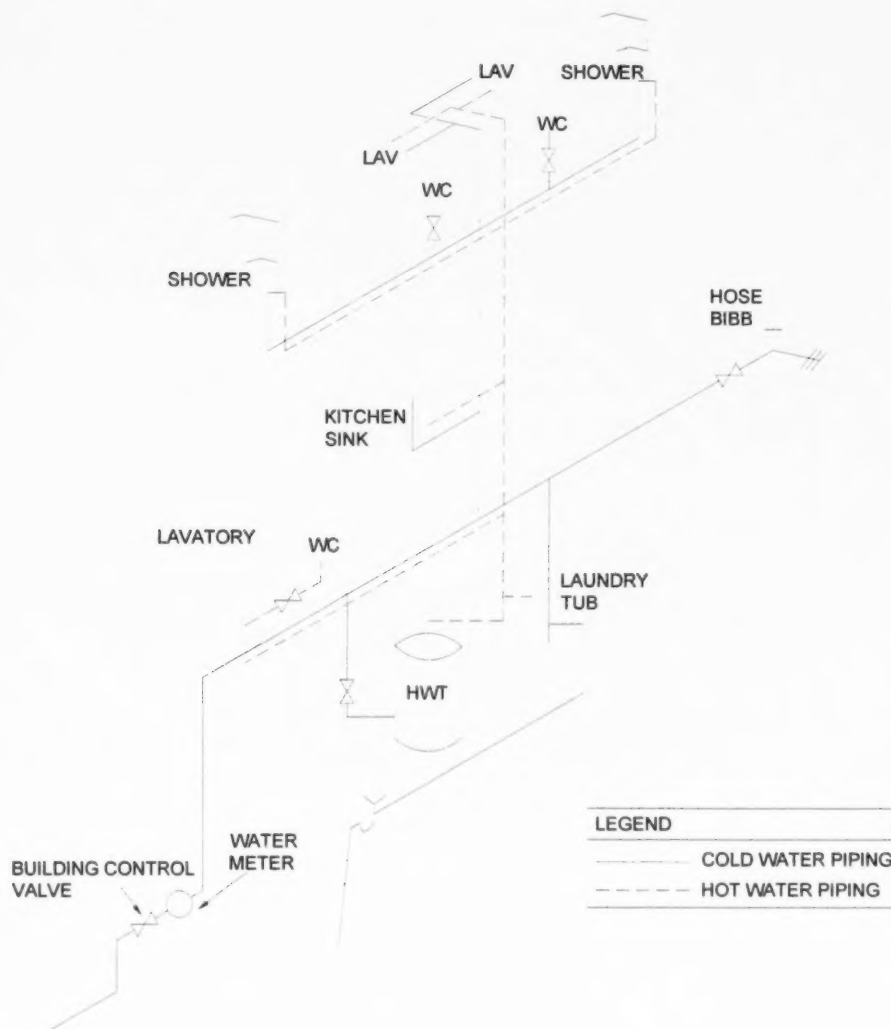 LAV
SHOWER
WC
LAV
WC
SHOWER
HOSE
BIBB
KITCHEN
SINK
LAVATORY
WC
LAUNDRY
TUB
HWT
LEGEND
COLD WATER PIPING
HOT WATER PIPING
WATER
METER
BUILDING CONTROL
VALVE